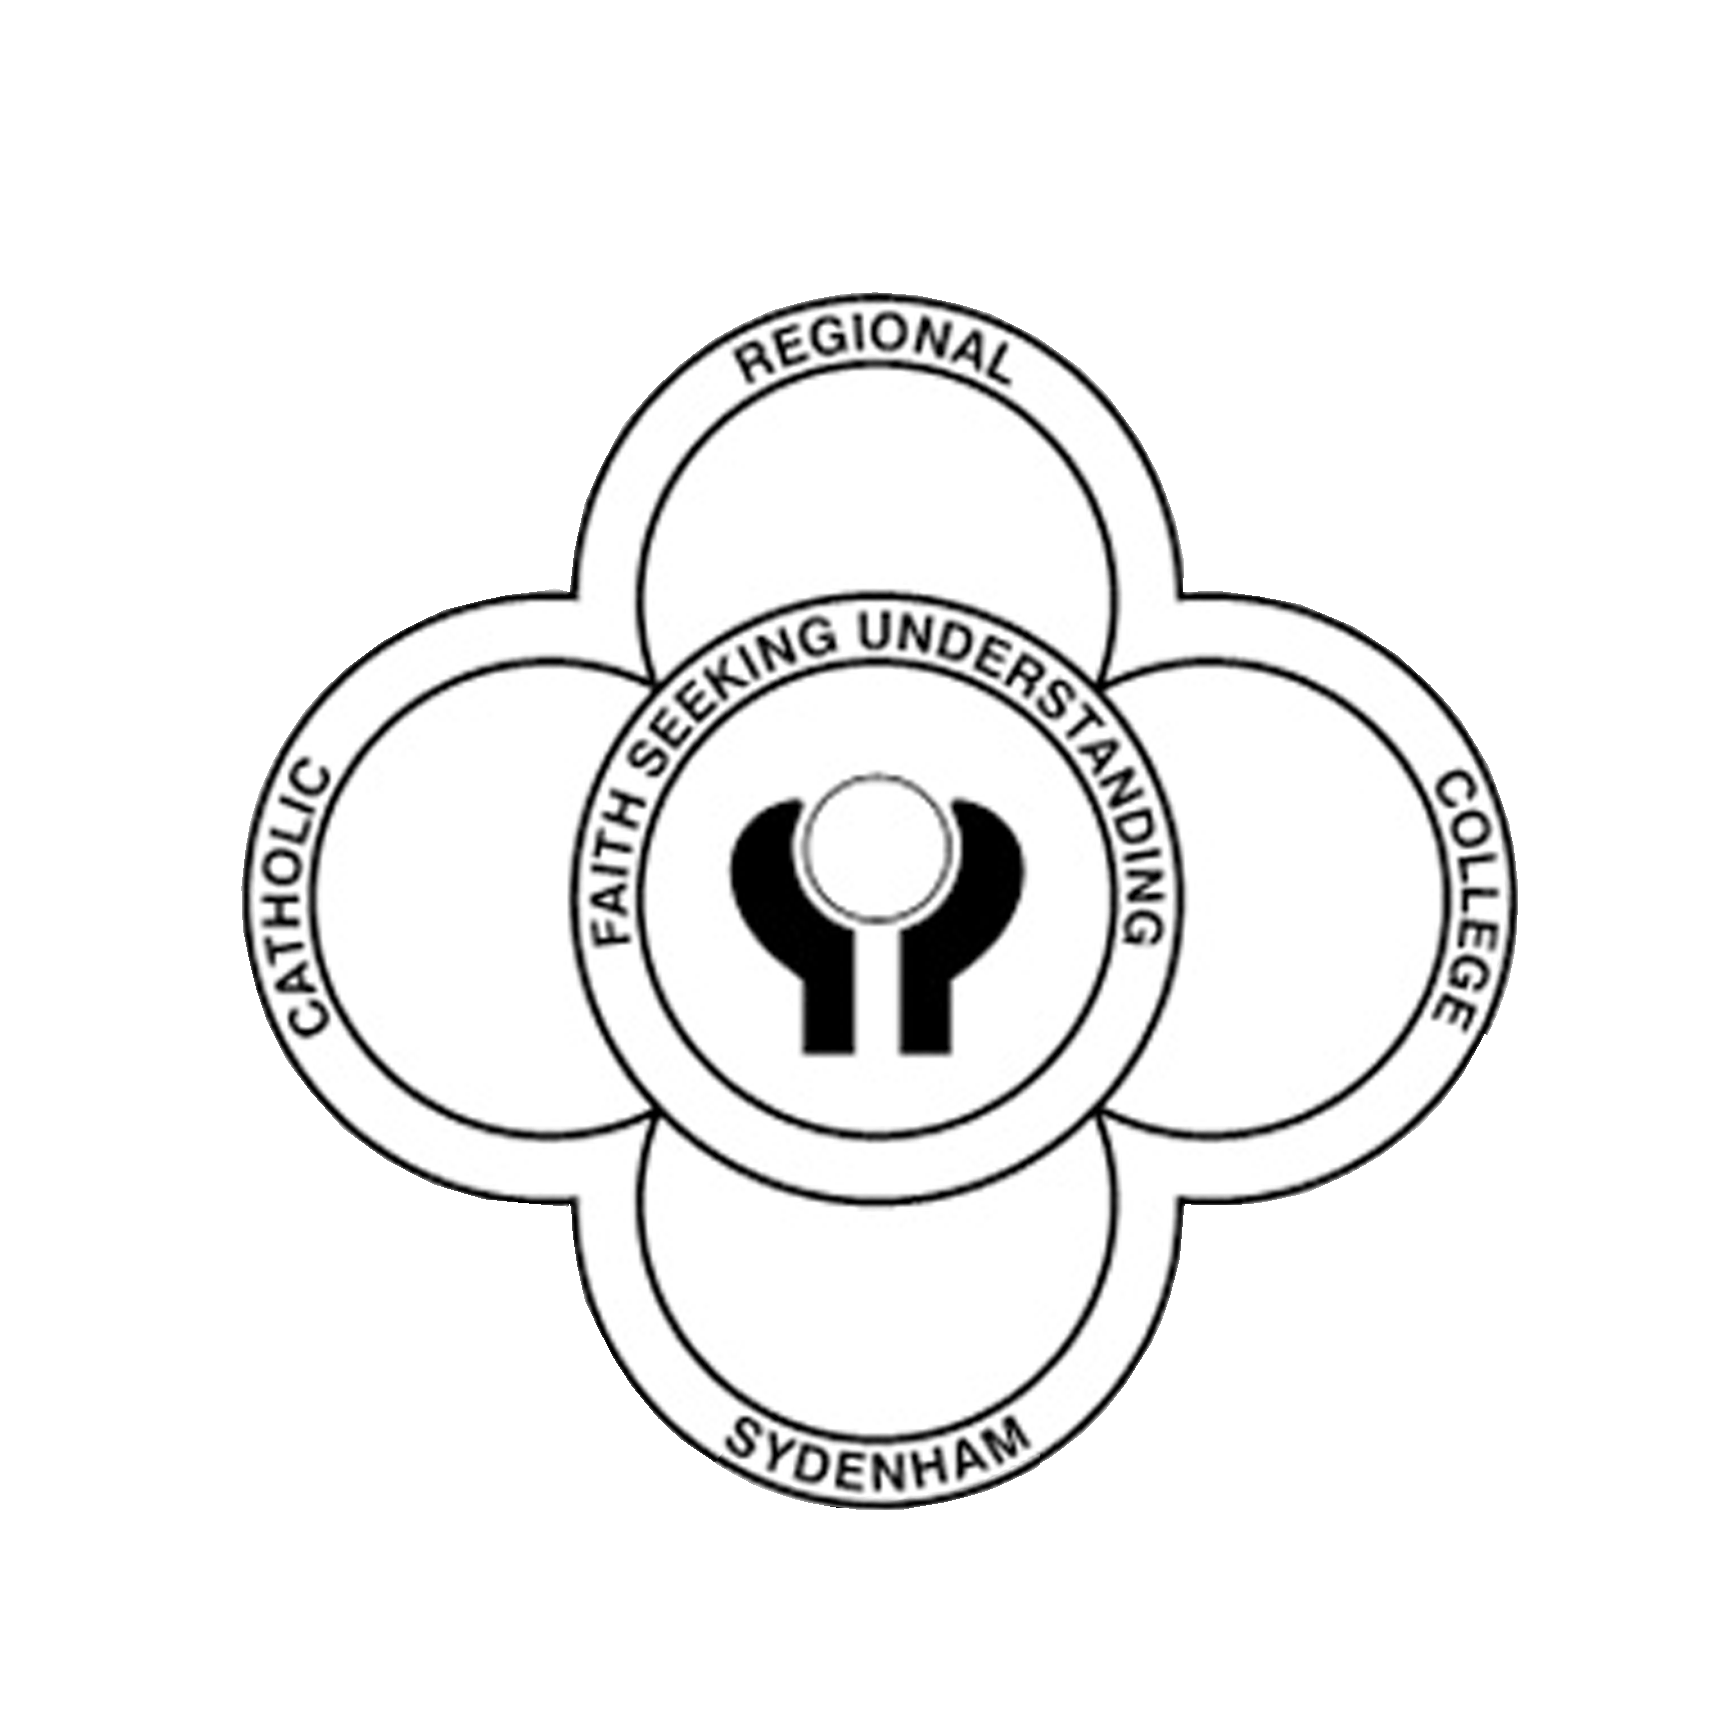 CATHOLIC
REGIONAL
COLLEGE
SYDENHAM
FAITH SEEKING UNDERSTANDING